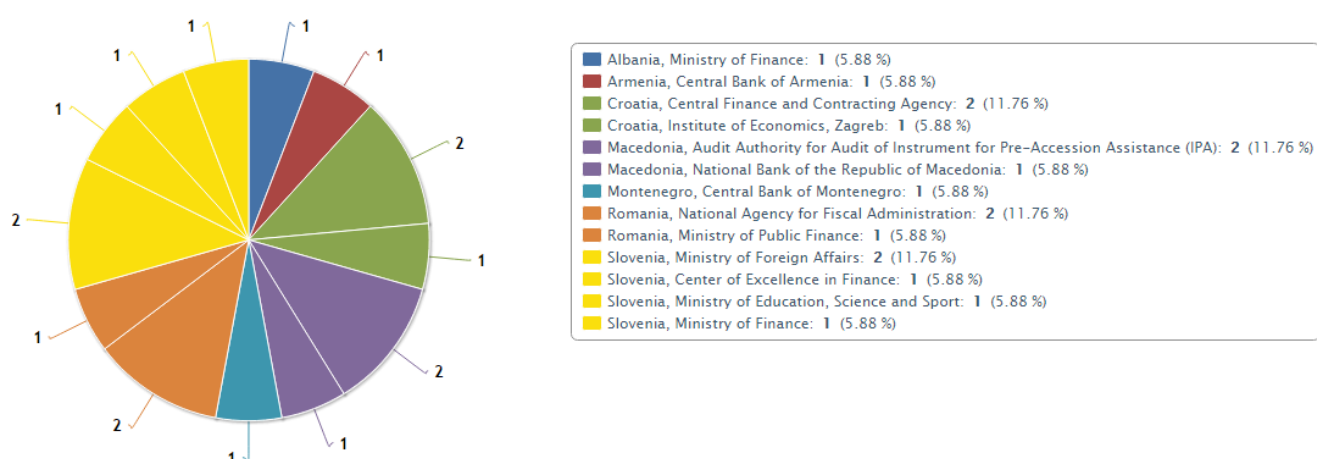 1
1
1
1
1
2
1
2
1
2
1
2
1
Albania, Ministry of Finance: 1 (5.88 %)
Armenia, Central Bank of Armenia: 1 (5.88 %)
Croatia, Central Finance and Contracting Agency: 2 (11.76 %)
Croatia, Institute of Economics, Zagreb: 1 (5.88 %)
Macedonia, Audit Authority for Audit of Instrument for Pre-Accession Assistance (IPA): 2 (11.76 %)
Macedonia, National Bank of the Republic of Macedonia: 1 (5.88 %)
Montenegro, Central Bank of Montenegro: 1 (5.88 %)
Romania, National Agency for Fiscal Administration: 2 (11.76 %)
Romania, Ministry of Public Finance: 1 (5.88 %)
Slovenia, Ministry of Foreign Affairs: 2 (11.76 %)
Slovenia, Center of Excellence in Finance: 1 (5.88 %)
Slovenia, Ministry of Education, Science and Sport: 1 (5.88 %)
Slovenia, Ministry of Finance: 1 (5.88 %)